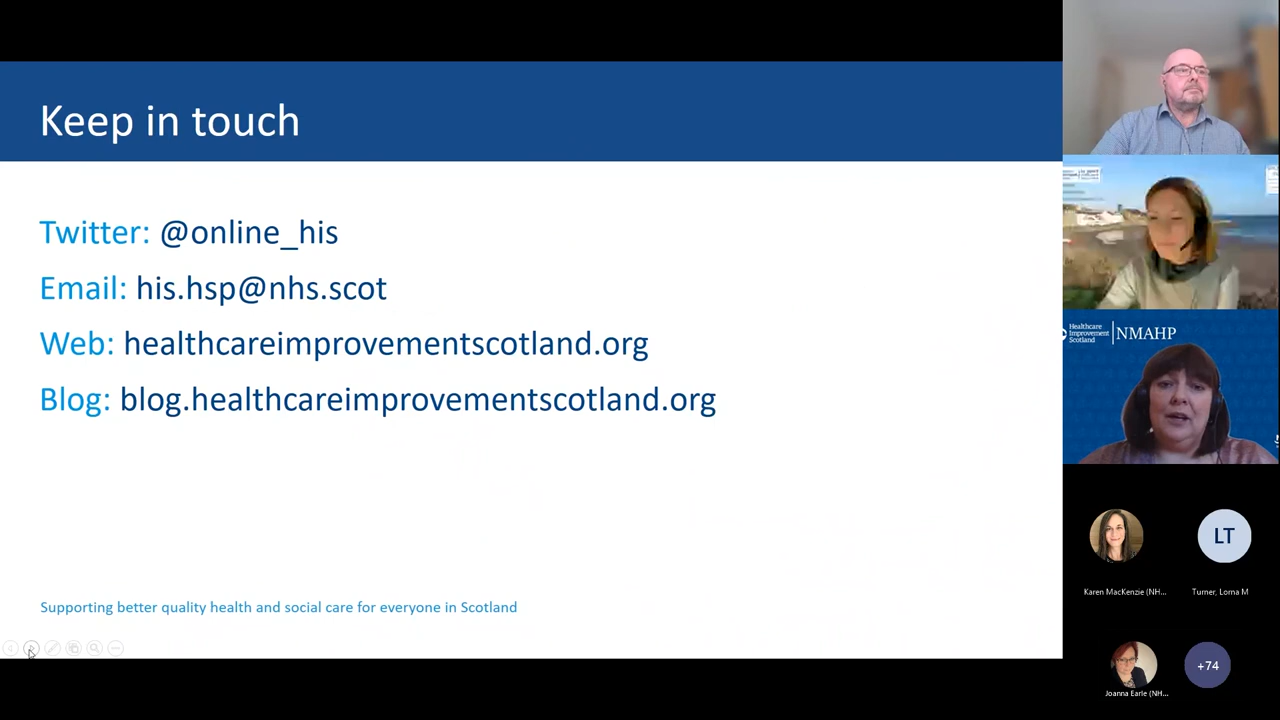 Keep in touch
Twitter: @online_his
Email: his.hsp@nhs.scot
Web: healthcareimprovementscotland.org
Blog: blog.healthcareimprovementscotland.org
Supporting better quality health and social care for everyone in Scotland
Healthcare
Improvement
Scotland
NMAHP
LT
Karen MacKenzie (NH...
Turner, Lorna M
+74
Joanna Earle (NH...